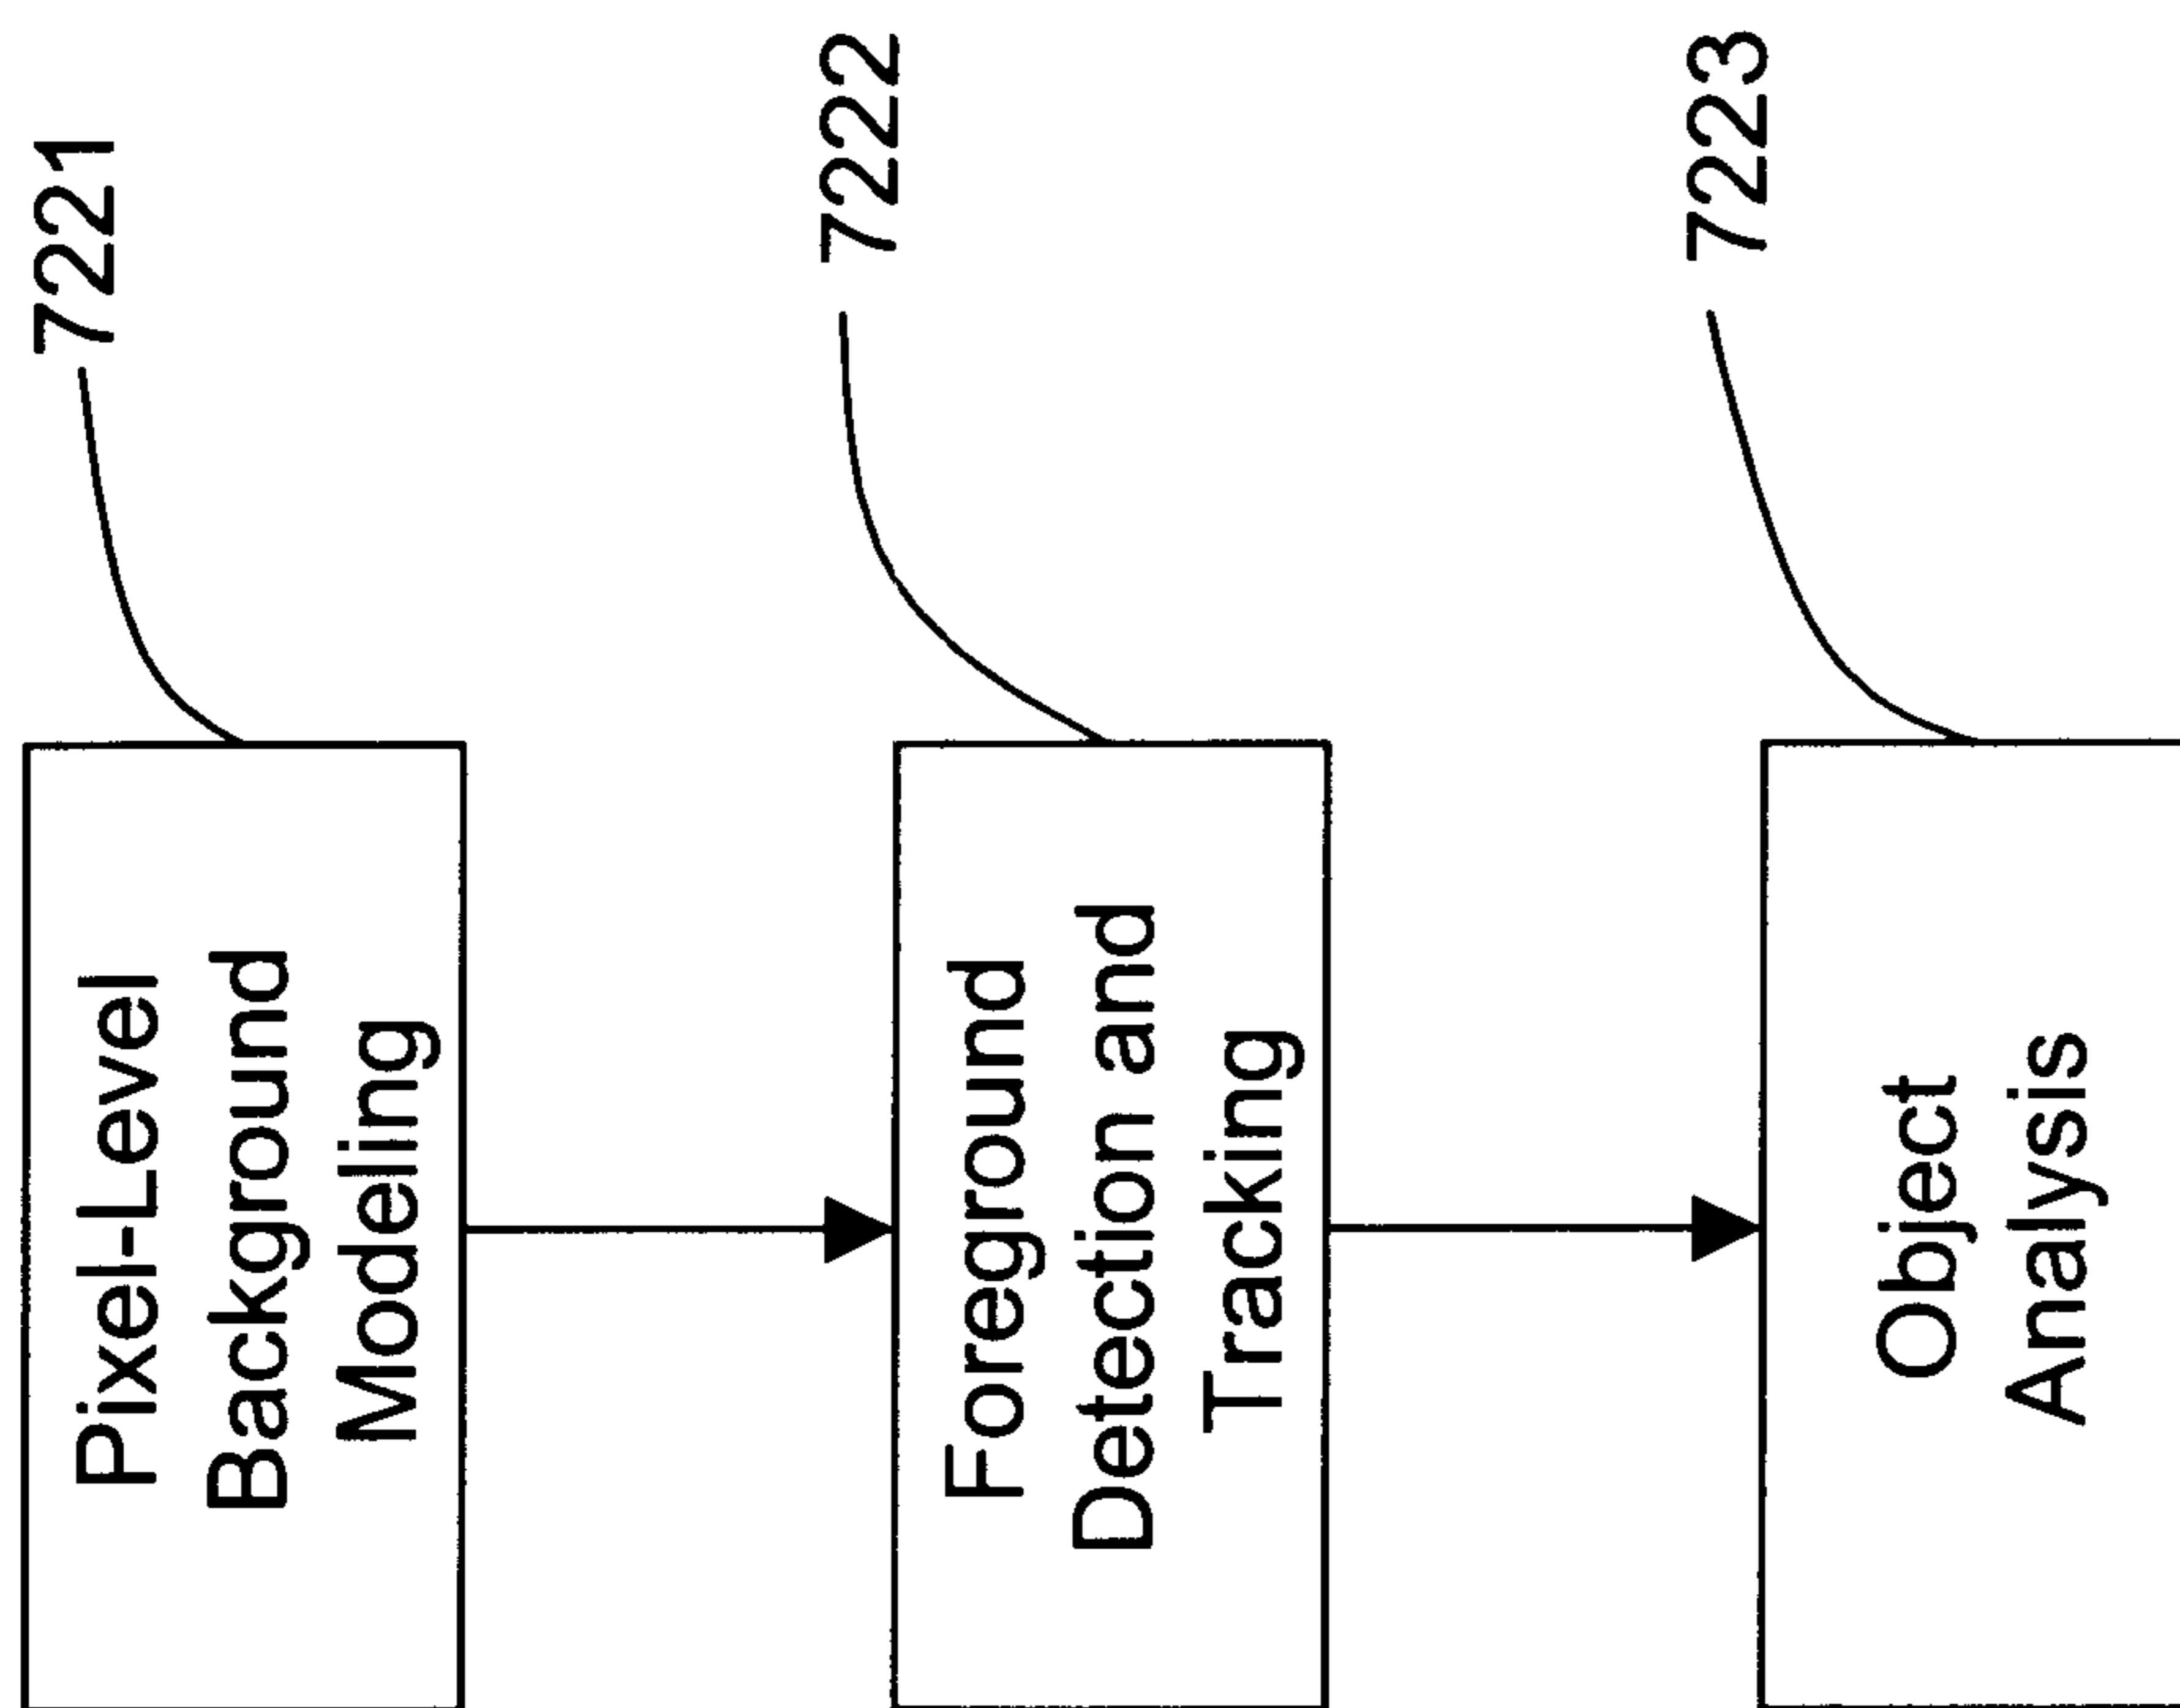 7221
Pixel-Level
Background
Modeling
7222
Foreground
Detection and
Tracking
7223
Object
Analysis